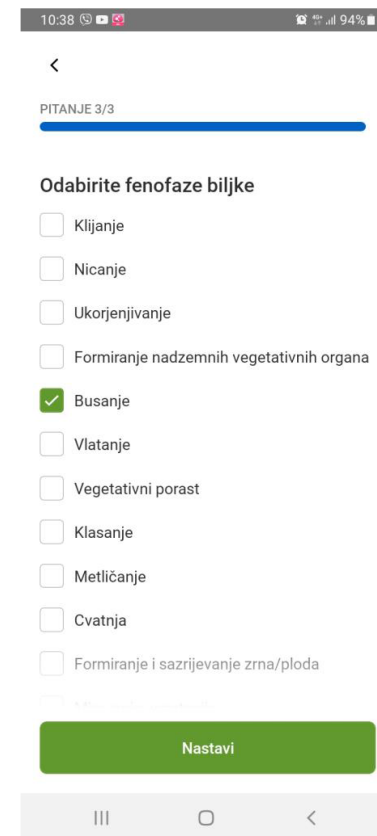 10:38
94%
PITANJE 3/3
Odabirite fenofaze biljke
Klijanje
Nicanje
Ukorjenjivanje
Formiranje nadzemnih vegetativnih organa
Busanje
Vlatanje
Vegetativni porast
Klasanje
Metličanje
Cvatnja
Formiranje i sazrijevanje zrna/ploda
Nastavi